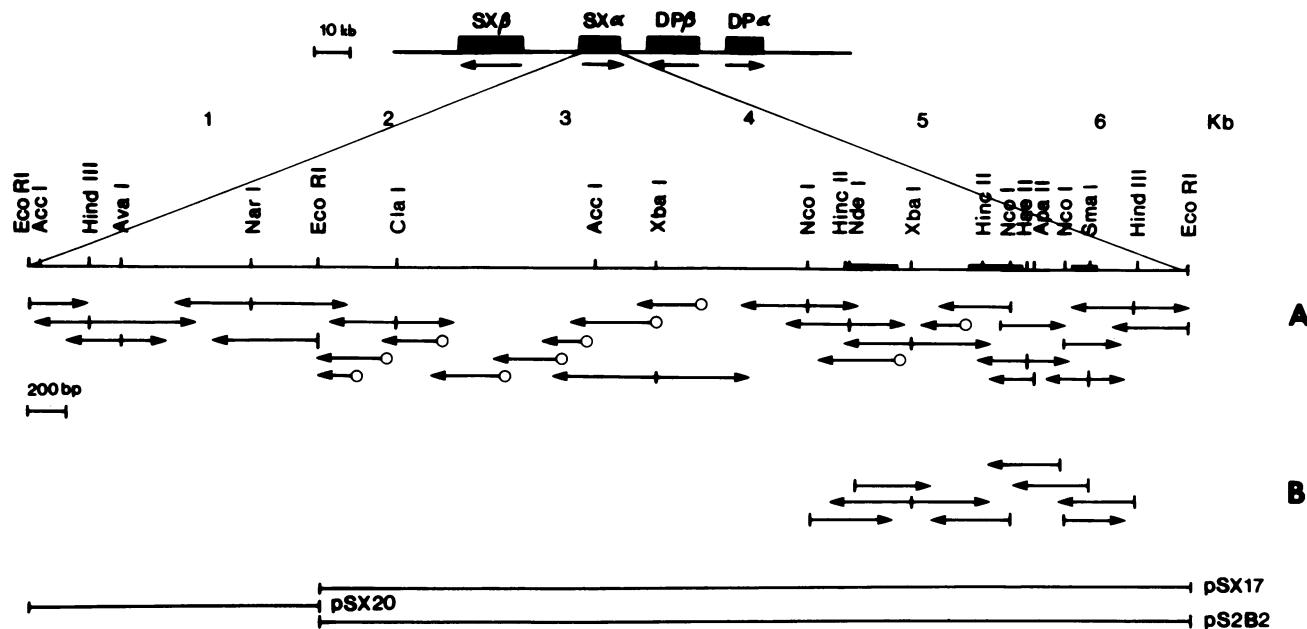 SXβ SXα DPβ DPα
10 kb
1 2 3 4 5 6 Kb
Eco RI
Acc I
Hind III
Ava I
Nar I
Eco RI
Cla I
Acc I
Xba I
Nco I
Hinc II
Nde I
Xba I
Hinc II
Nco I
Hae II
Apa II
Nco I
Sma I
Hind III
Eco RI
A
200 bp
B
pSX17
pSX20
pS2B2